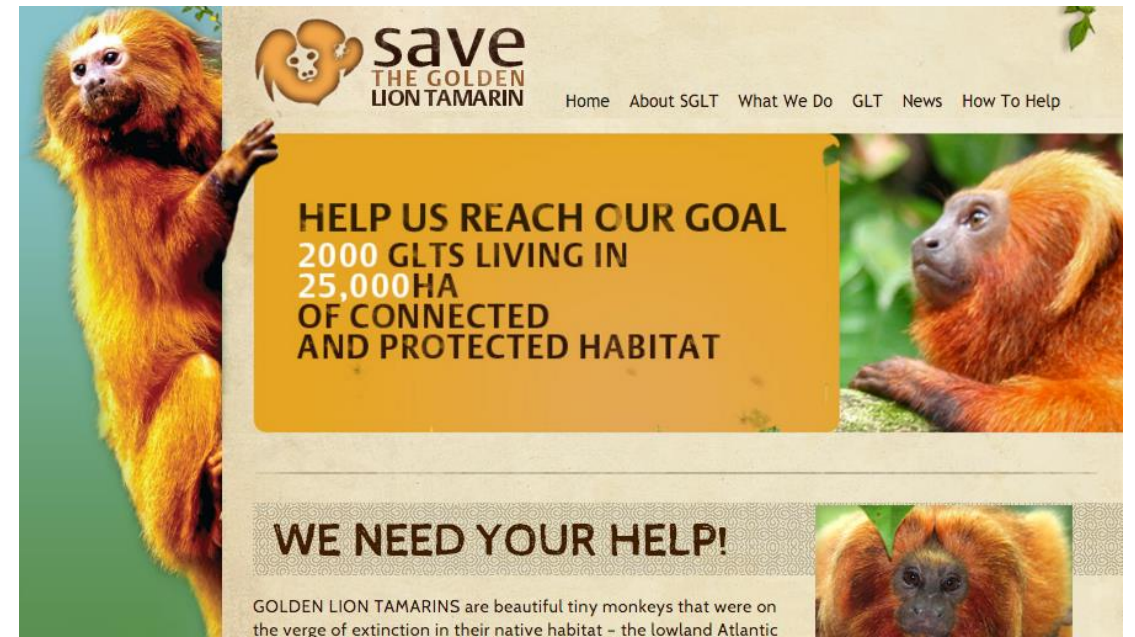 save
THE GOLDEN
LION TAMARIN
Home About SGLT What We Do GLT News How To Help
HELP US REACH OUR GOAL
2000 GLTS LIVING IN
25,000HA
OF CONNECTED
AND PROTECTED HABITAT
WE NEED YOUR HELP!
GOLDEN LION TAMARINS are beautiful tiny monkeys that were on
the verge of extinction in their native habitat – the lowland Atlantic